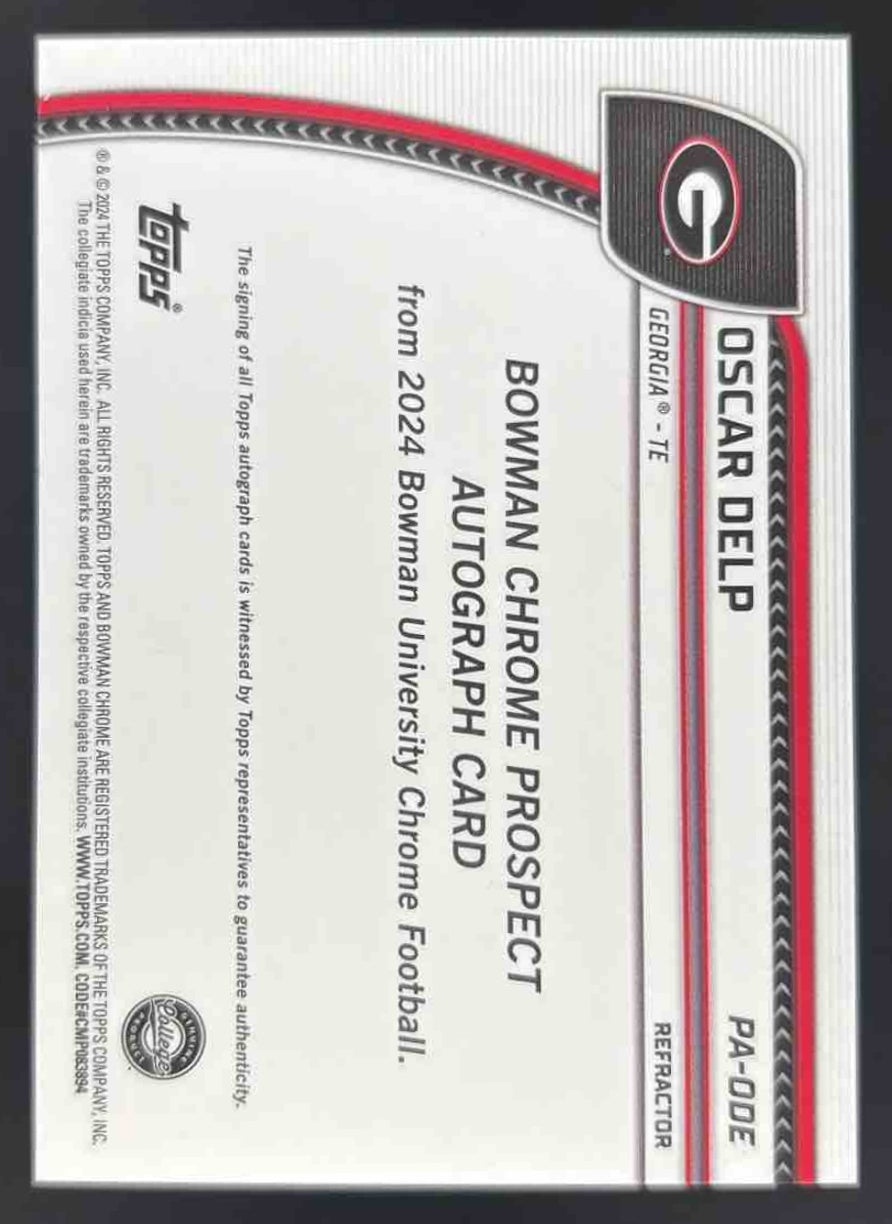 G
OSCAR DELP
PA-ODE
GEORGIA® - TE
REFRACTOR
BOWMAN CHROME PROSPECT
AUTOGRAPH CARD
from 2024 Bowman University Chrome Football.
The signing of all Topps autograph cards is witnessed by Topps representatives to guarantee authenticity.
topps®
GENUINE
College
PRODUCT
® & © 2024 THE TOPPS COMPANY, INC. ALL RIGHTS RESERVED. TOPPS AND BOWMAN CHROME ARE REGISTERED TRADEMARKS OF THE TOPPS COMPANY, INC.
The collegiate indicia used herein are trademarks owned by the respective collegiate institutions. WWW.TOPPS.COM. CODE#CMP083894